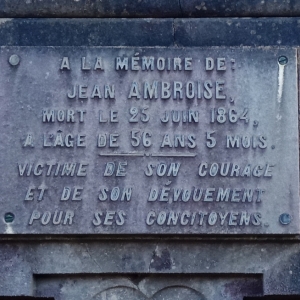 A LA MÉMOIRE DE:
JEAN AMBROISE,
MORT LE 25 JUIN 1864,
À L'ÂGE DE 56 ANS 5 MOIS.
VICTIME DE SON COURAGE
ET DE SON DÉVOUEMENT
POUR SES CONCITOYENS.